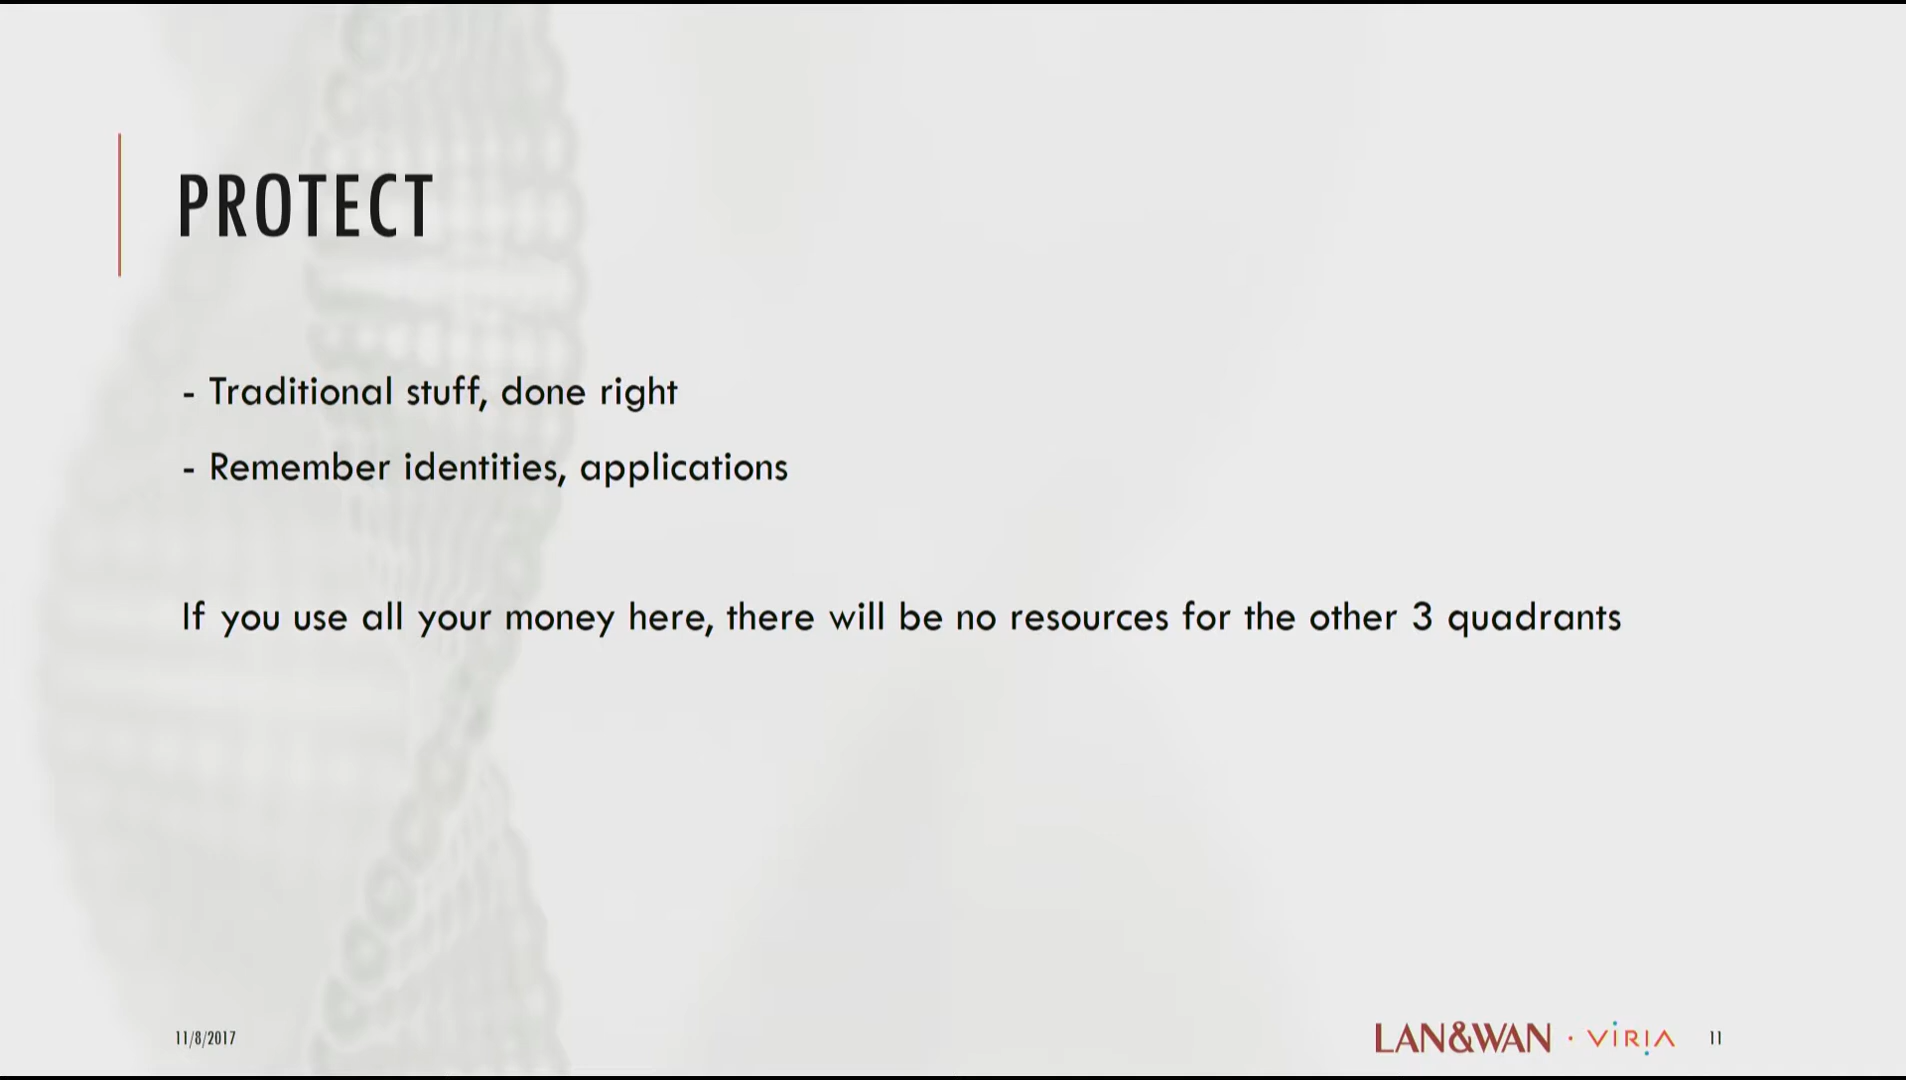 PROTECT
- Traditional stuff, done right
- Remember identities, applications
If you use all your money here, there will be no resources for the other 3 quadrants
11/8/2017
LAN&WAN · VIRIA 11